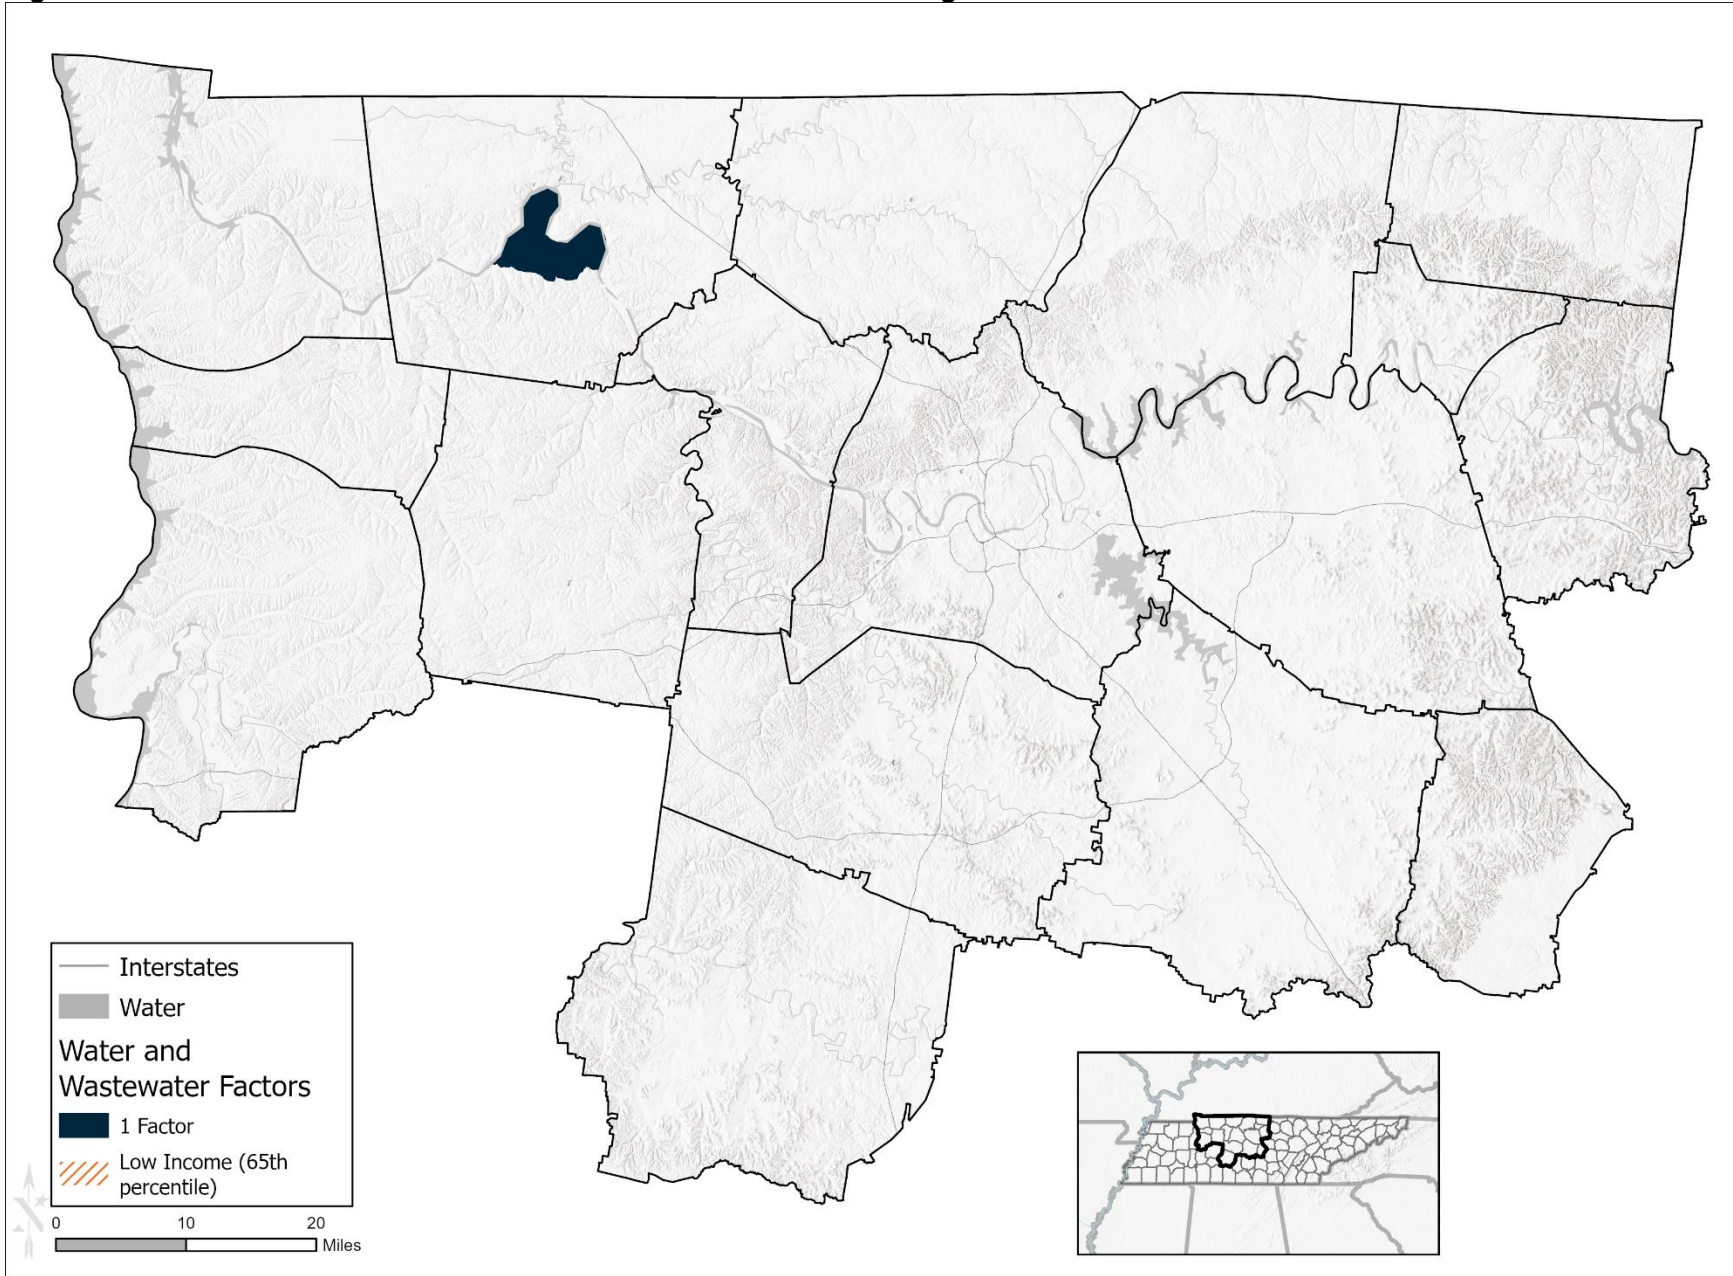 Interstates
Water
Water and
Wastewater Factors
1 Factor
Low Income (65th
percentile)
0 10 20
Miles